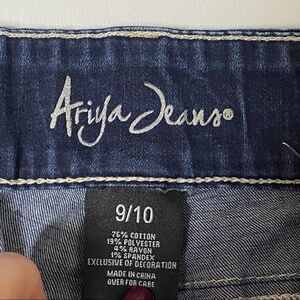 Ariya Jeans®
9/10
76% COTTON
19% POLYESTER
4% RAYON
1% SPANDEX
EXCLUSIVE OF DECORATION
MADE IN CHINA
OVER FOR CARE